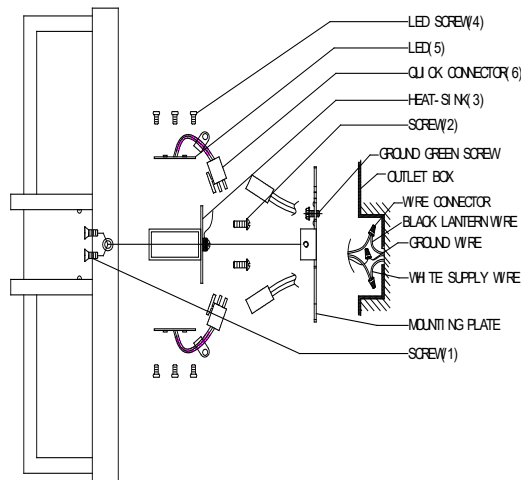 LED SCREW(4)
LED(5)
QUICK CONNECTOR(6)
HEAT-SINK(3)
SCREW(2)
GROUND GREEN SCREW
OUTLET BOX
WIRE CONNECTOR
BLACK LANTERN WIRE
GROUND WIRE
WHITE SUPPLY WIRE
MOUNTING PLATE
SCREW(1)